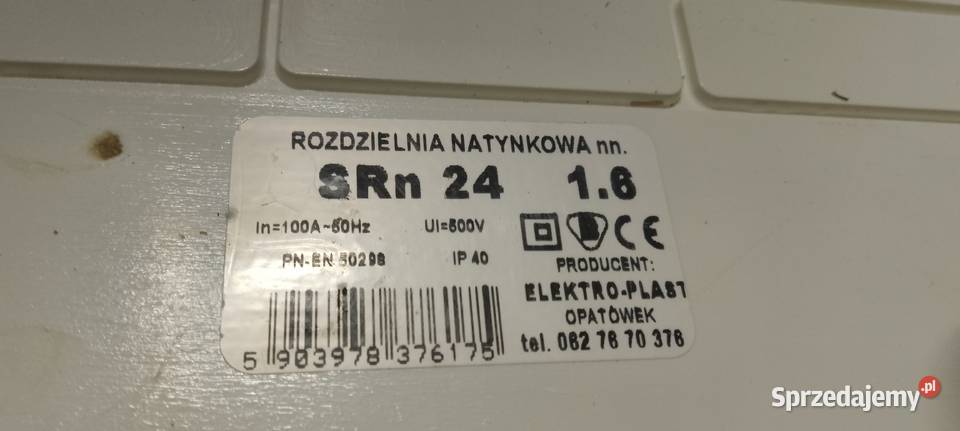 ROZDZIELNIA NATYNKOWA nn.
SRn 24 1.6
In=100A~50Hz UI=500V
PN-EN 50298 IP 40
PRODUCENT:
ELEKTRO-PLAST
OPATÓWEK
tel. 062 76 70 376
5 903978 376175
Sprzedajemy.pl